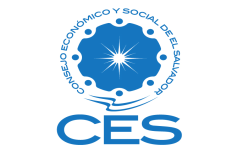 CONSEJO ECONÓMICO Y SOCIAL DE EL SALVADOR
CES